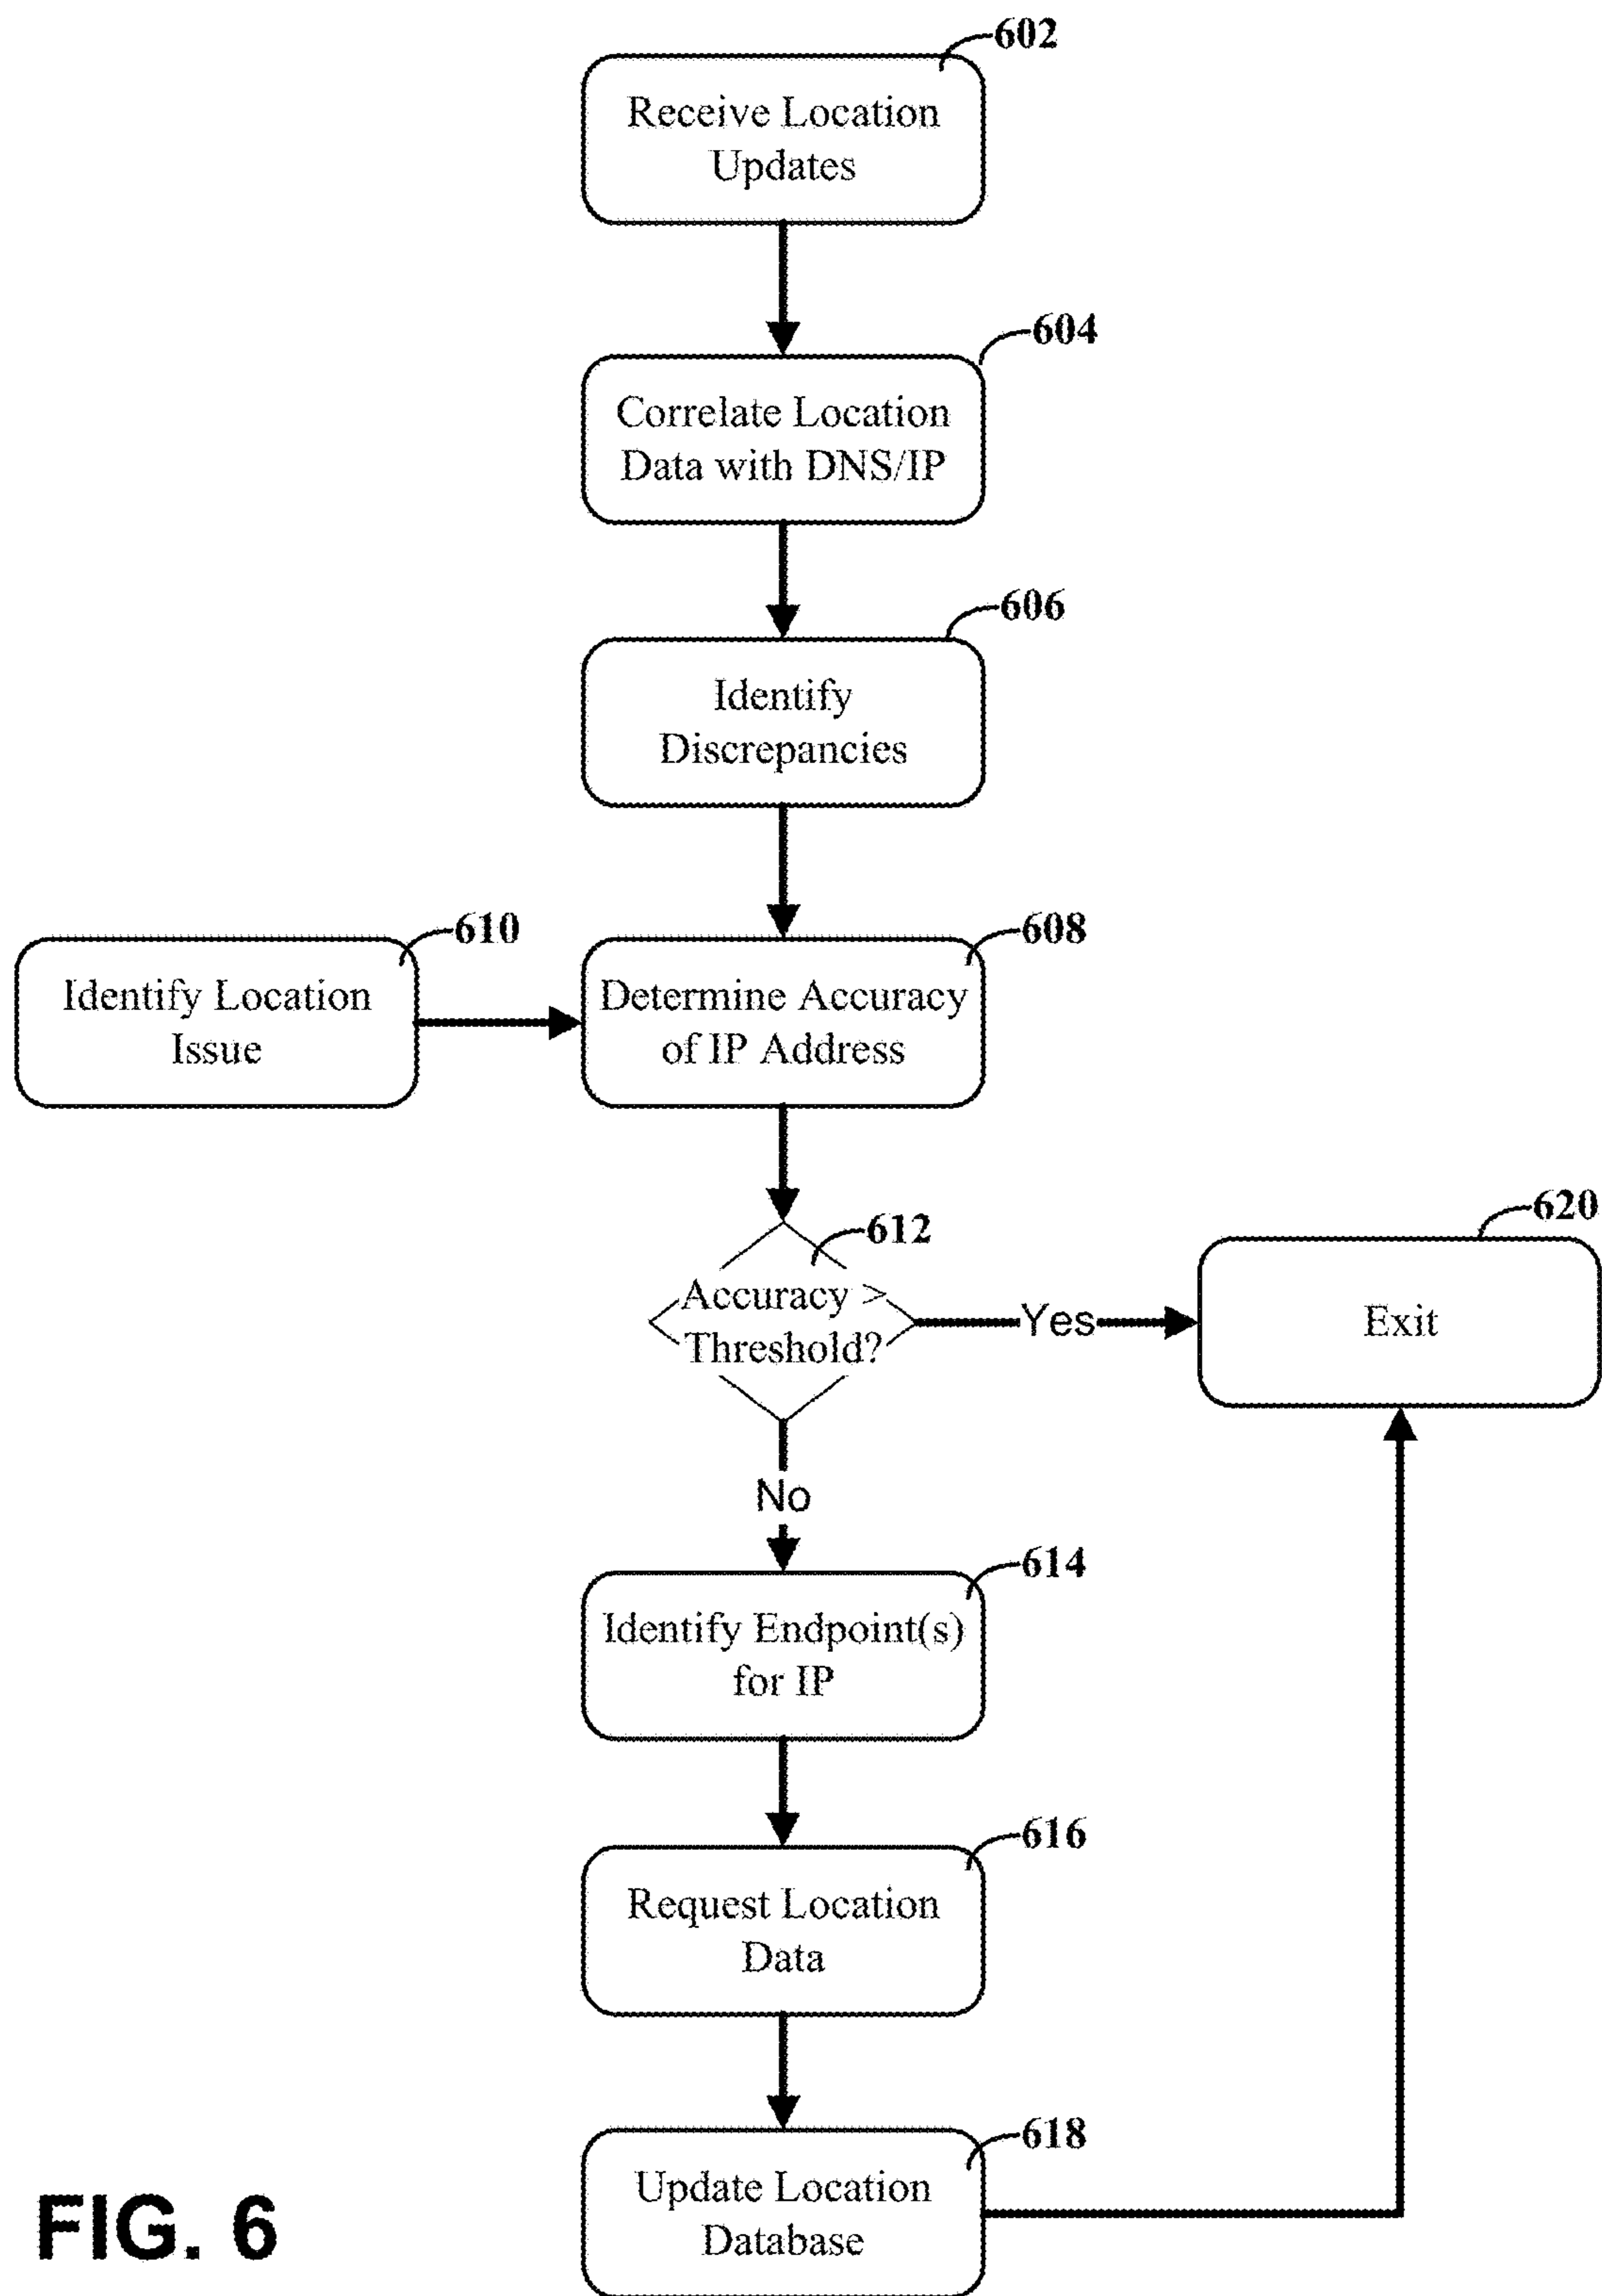 602
Receive Location
Updates
604
Correlate Location
Data with DNS/IP
606
Identify
Discrepancies
610
Identify Location
Issue
608
Determine Accuracy
of IP Address
612
Accuracy >
Threshold?
Yes
620
Exit
No
614
Identify Endpoint(s)
for IP
616
Request Location
Data
618
Update Location
Database
FIG. 6